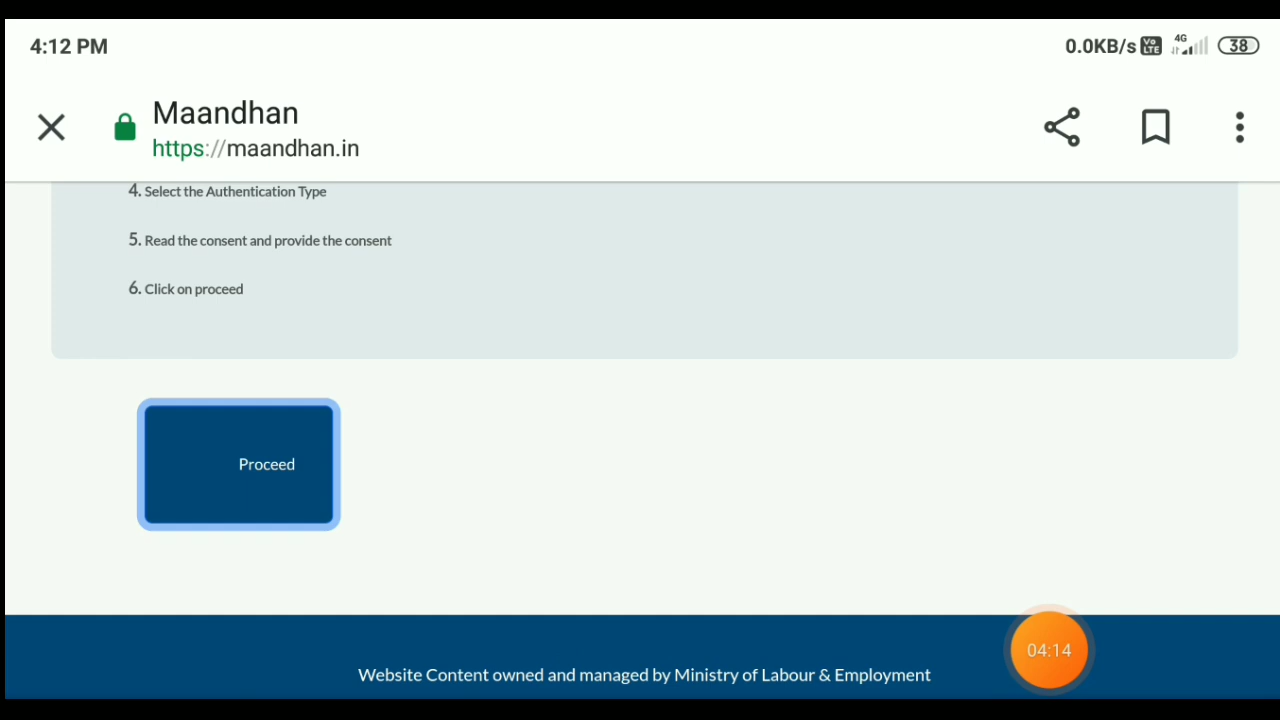 4:12 PM
0.0KB/s Vo LTE 4G 38
Maandhan
https://maandhan.in
4. Select the Authentication Type
5. Read the consent and provide the consent
6. Click on proceed
Proceed
04:14
Website Content owned and managed by Ministry of Labour & Employment